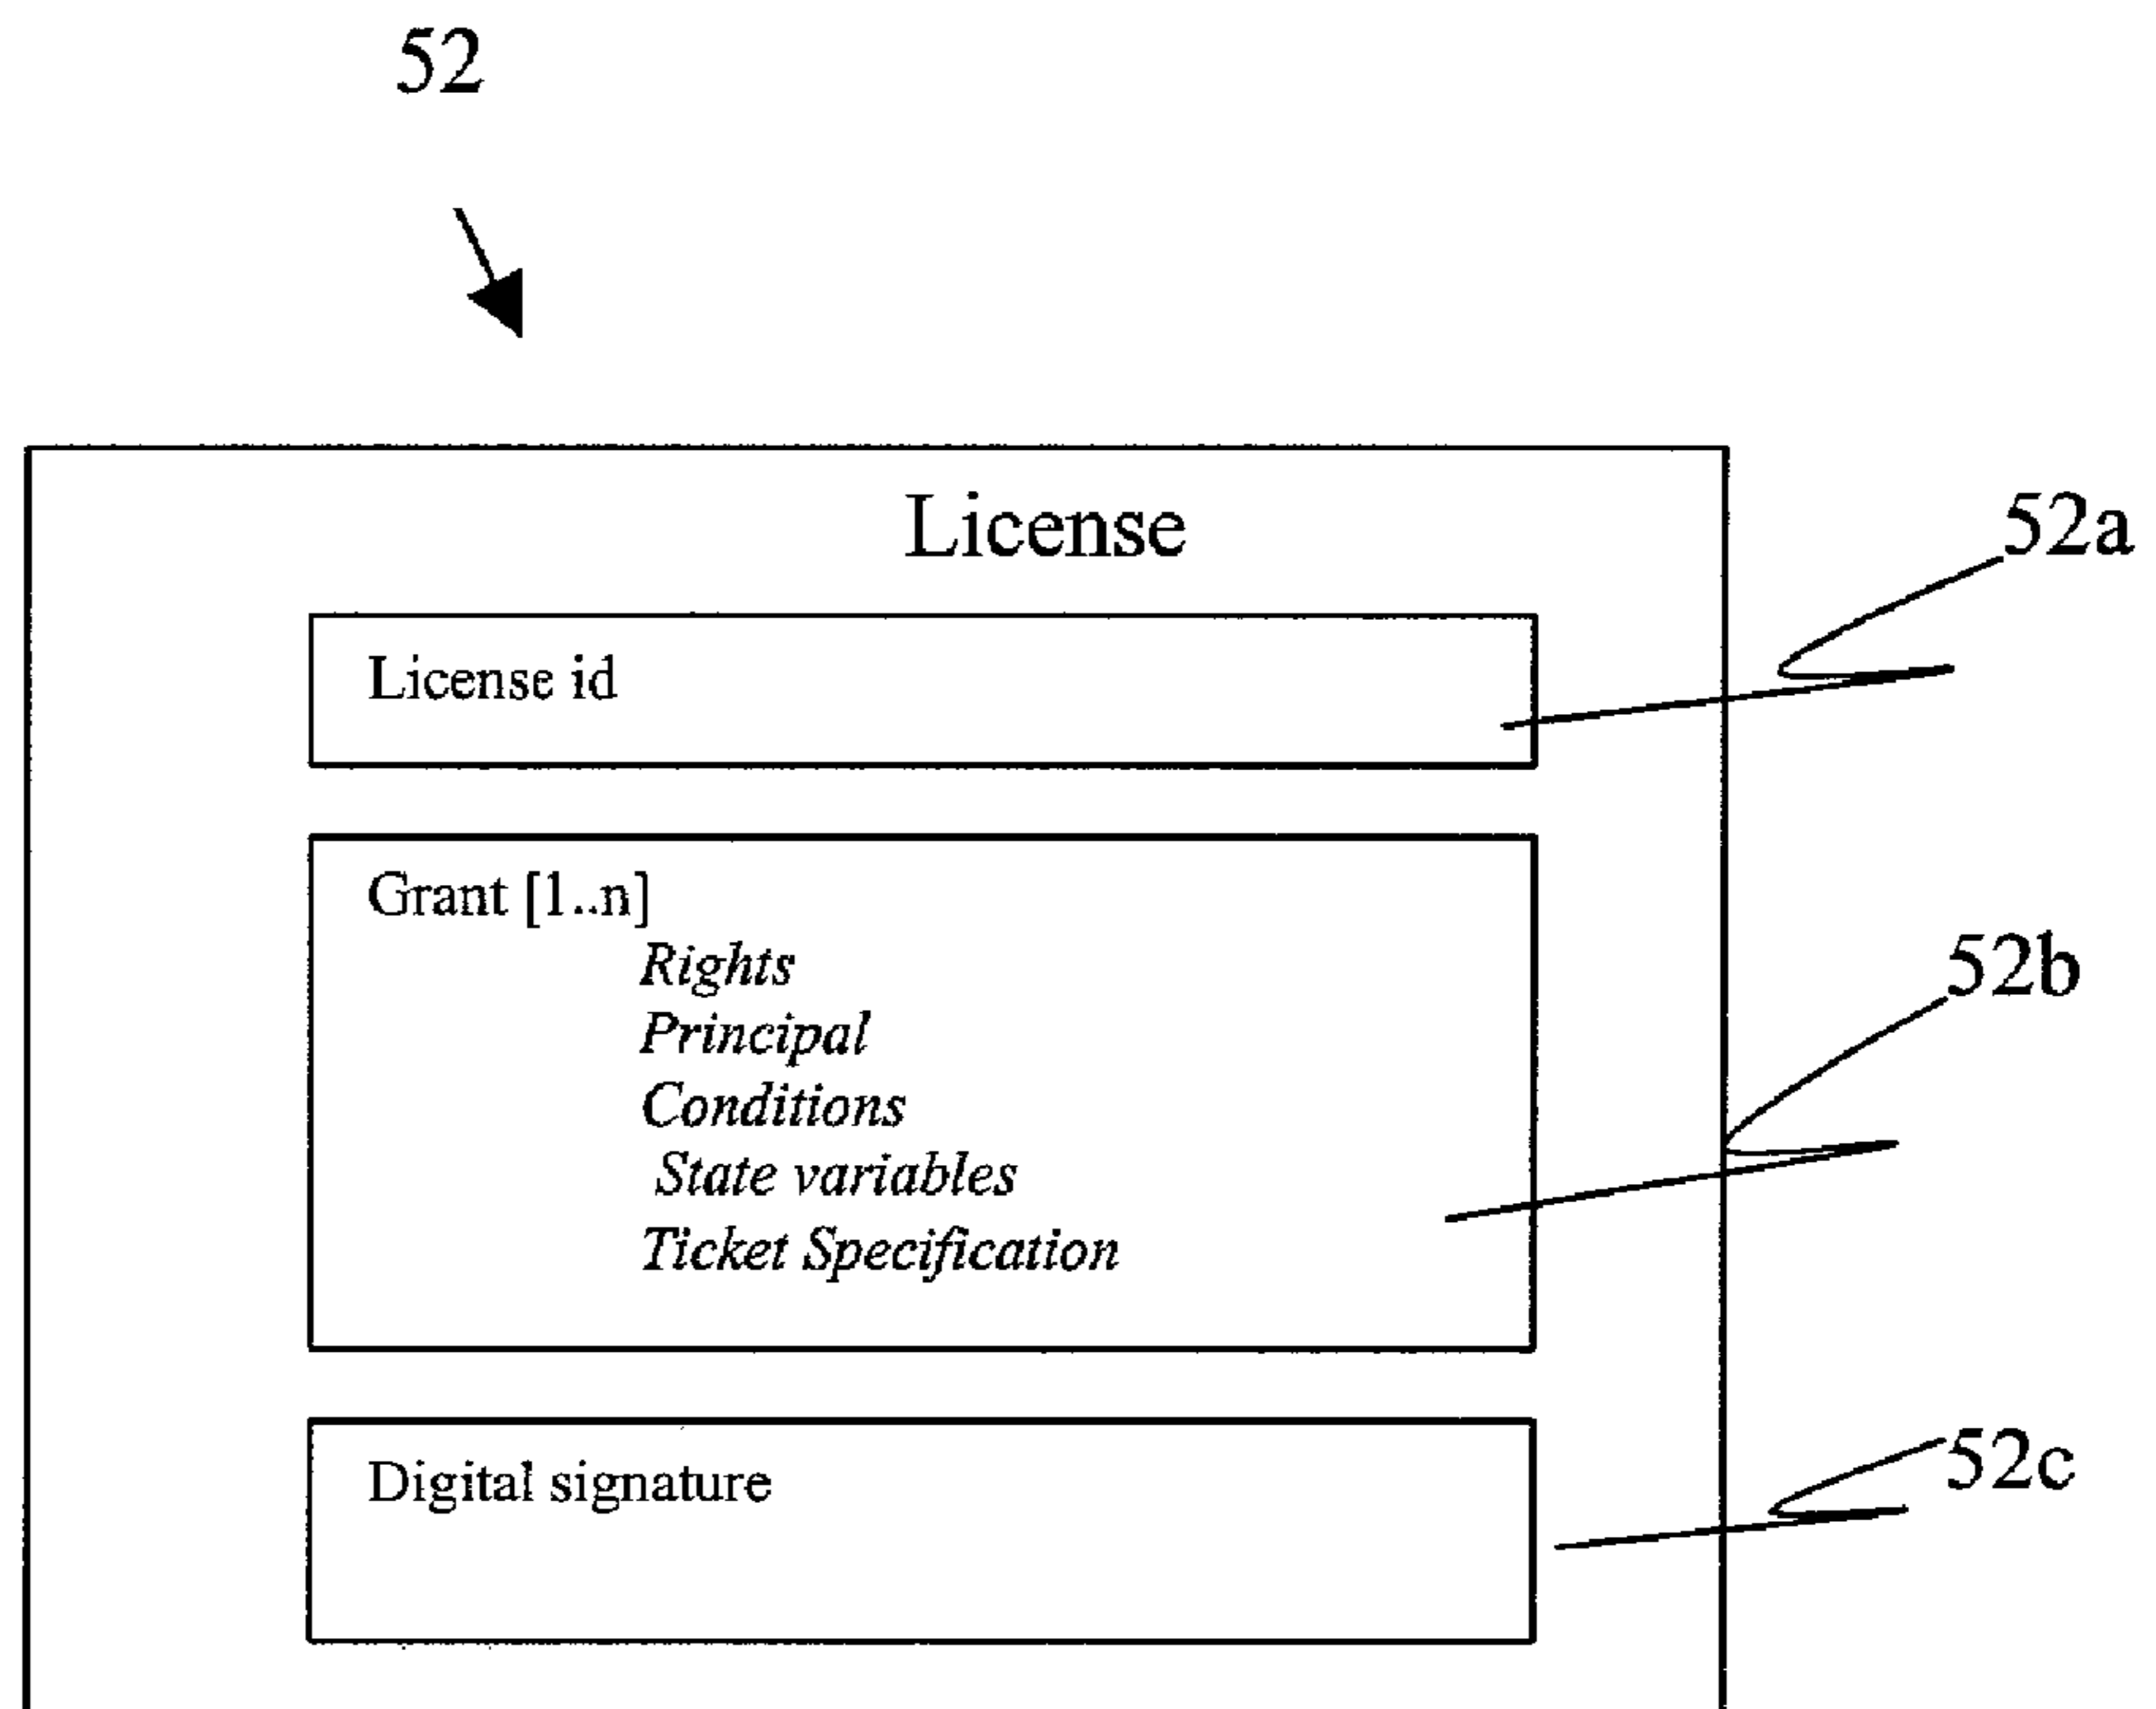 52
License
52a
License id
Grant [1..n]
Rights
52b
Principal
Conditions
State variables
Ticket Specification
52c
Digital signature